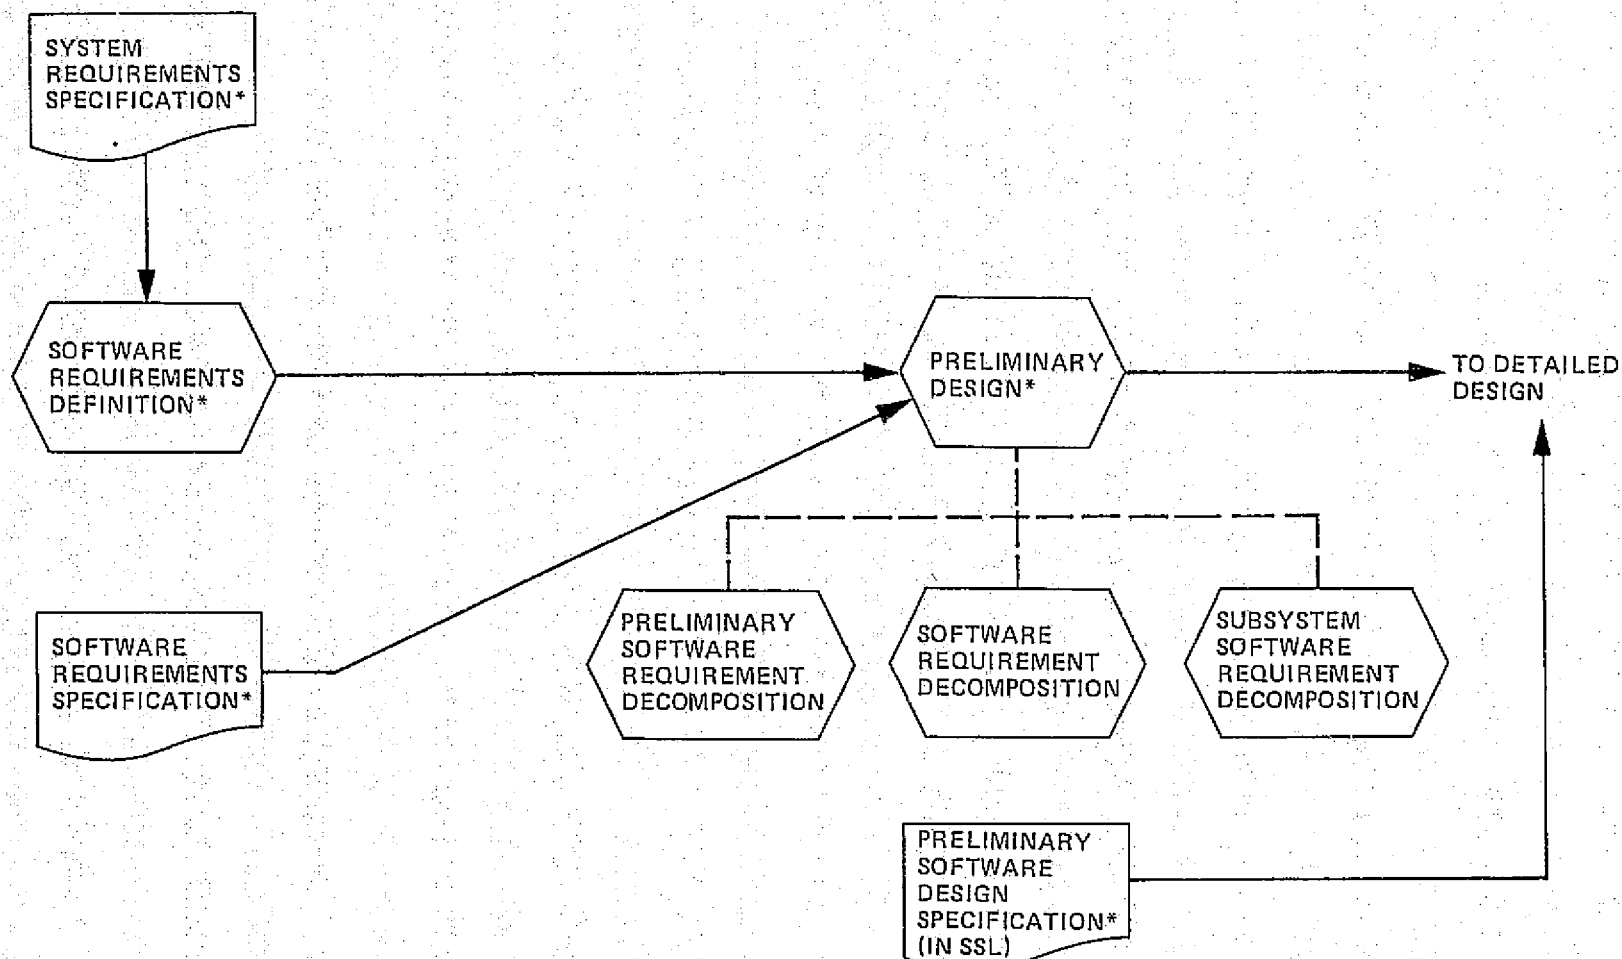 SYSTEM
REQUIREMENTS
SPECIFICATION*
SOFTWARE
REQUIREMENTS
DEFINITION*
PRELIMINARY
DESIGN*
TO DETAILED
DESIGN
SOFTWARE
REQUIREMENTS
SPECIFICATION*
PRELIMINARY
SOFTWARE
REQUIREMENT
DECOMPOSITION
SOFTWARE
REQUIREMENT
DECOMPOSITION
SUBSYSTEM
SOFTWARE
REQUIREMENT
DECOMPOSITION
PRELIMINARY
SOFTWARE
DESIGN
SPECIFICATION*
(IN SSL)